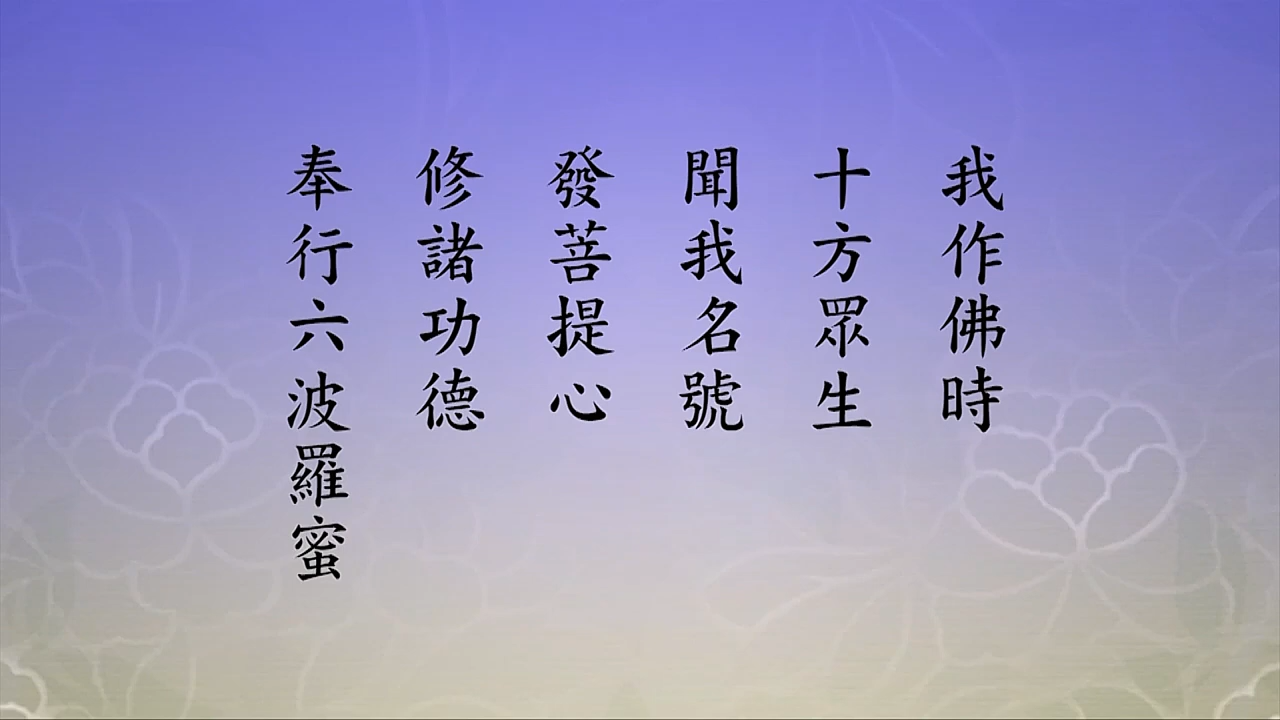 我作佛時
十方眾生
聞我名號
發菩提心
修諸功德
奉行六波羅蜜